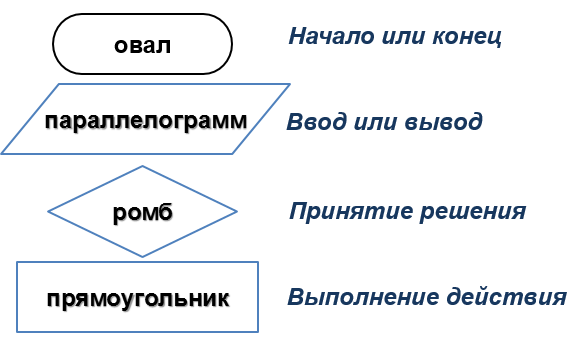 овал Начало или конец
параллелограмм Ввод или вывод
ромб Принятие решения
прямоугольник Выполнение действия